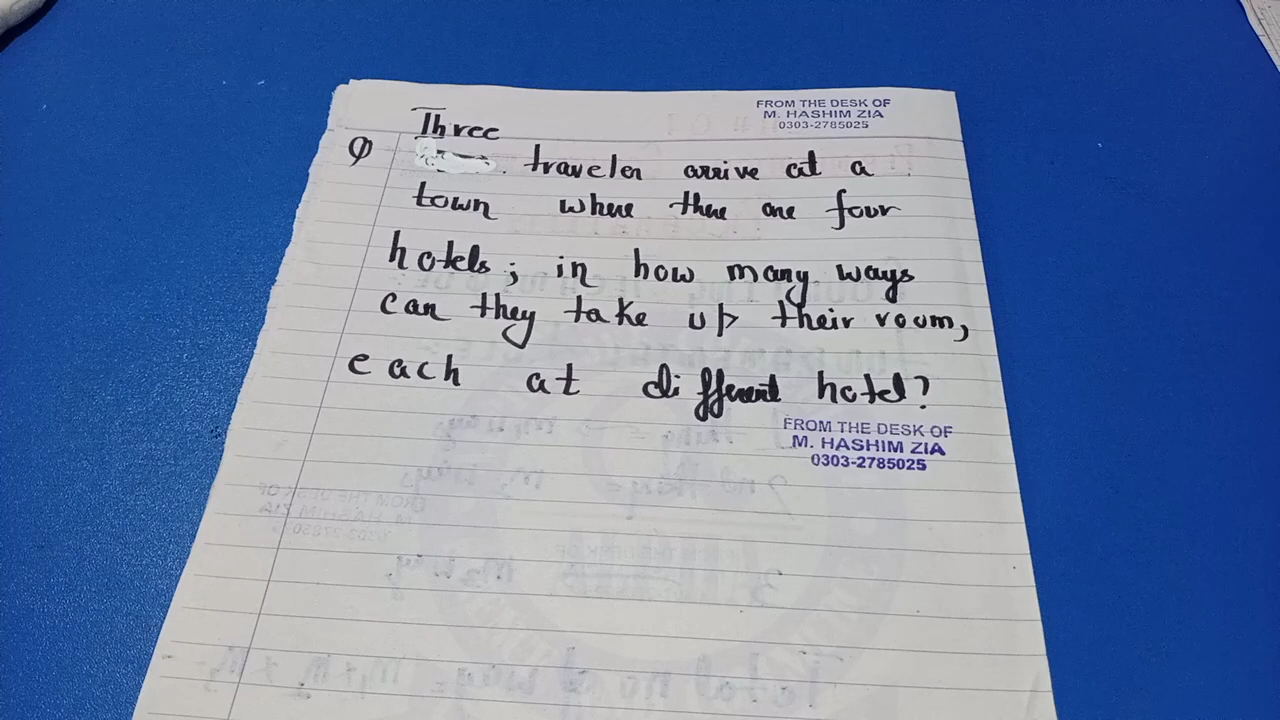 FROM THE DESK OF
M. HASHIM ZIA
0303-2785025
Three
Q traveler arrive at a
town where there are four
hotels; in how many ways
can they take up their room,
each at different hotel?
FROM THE DESK OF
M. HASHIM ZIA
0303-2785025